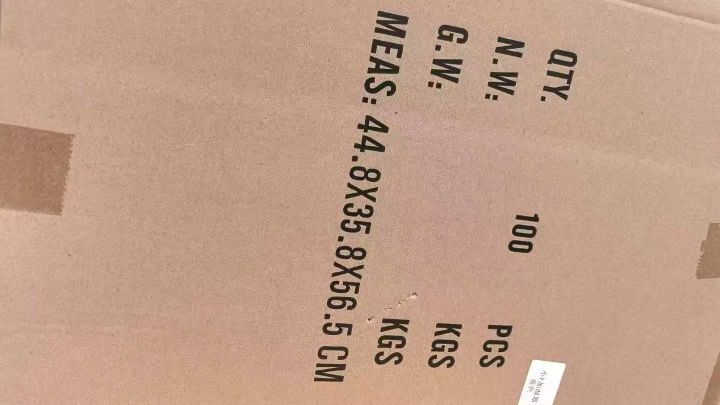 QTY. 100 PCS
N.W: KGS
G.W: KGS
MEAS: 44.8X35.8X56.5 CM